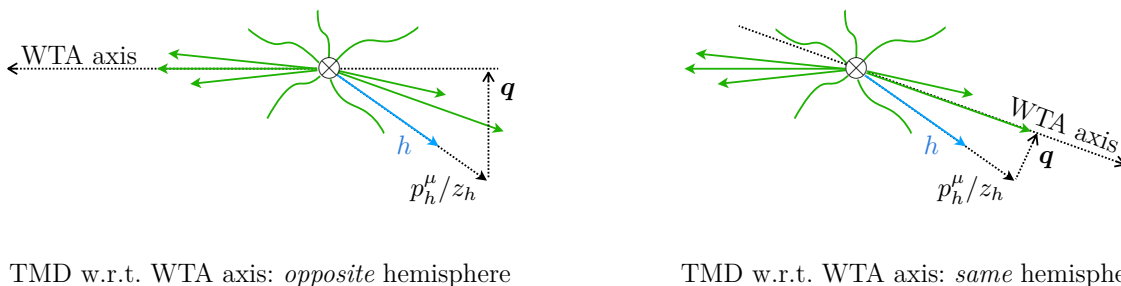 WTA axis
q
h
p_h^μ/z_h
TMD w.r.t. WTA axis: opposite hemisphere
WTA axis
q
h
p_h^μ/z_h
TMD w.r.t. WTA axis: same hemisphe